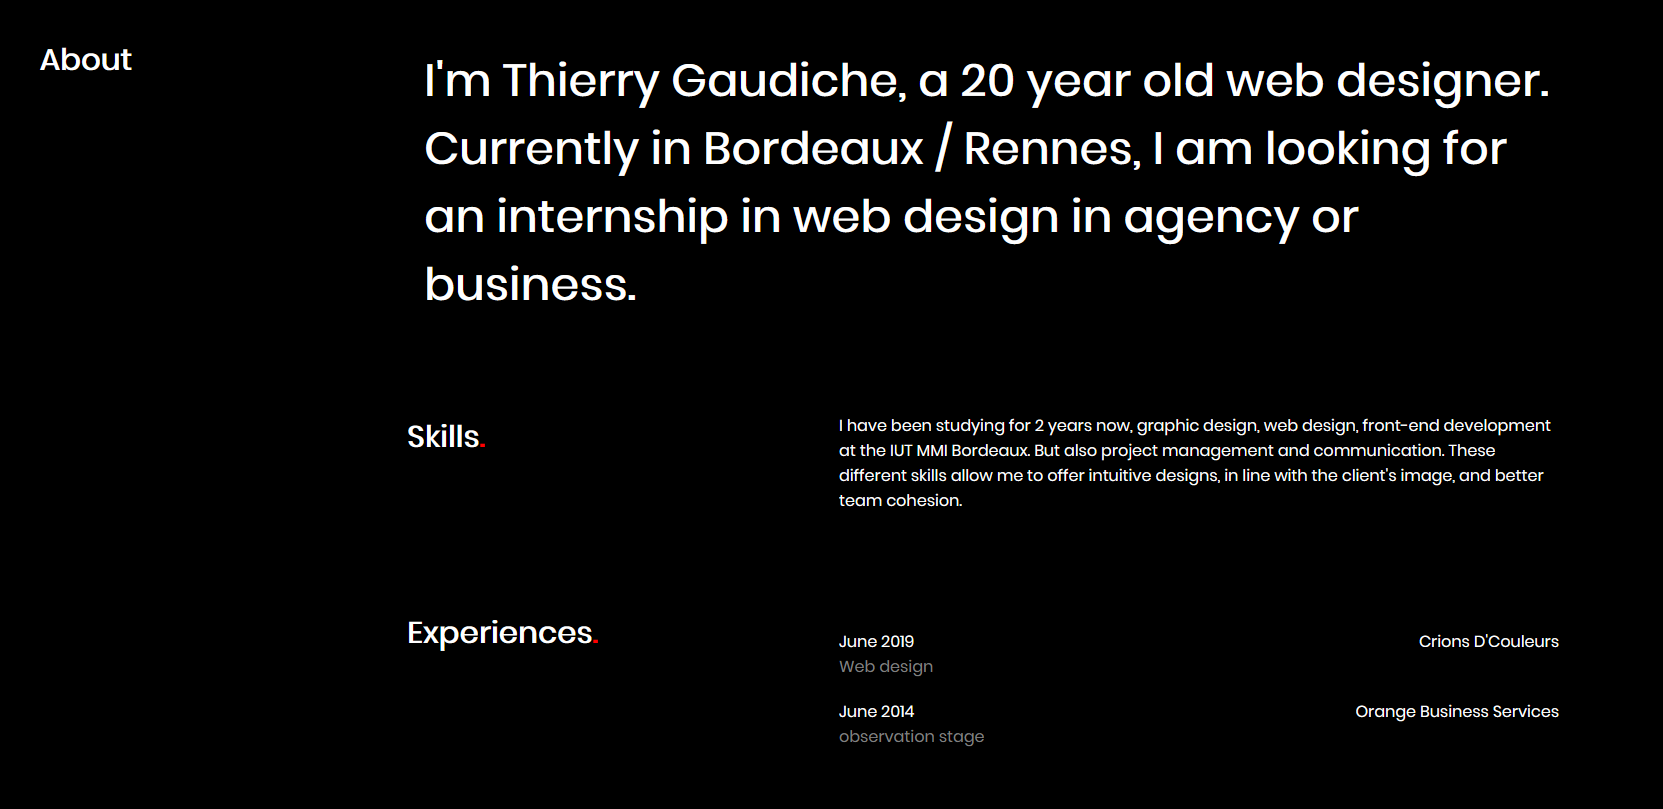 About
I'm Thierry Gaudiche, a 20 year old web designer.
Currently in Bordeaux / Rennes, I am looking for
an internship in web design in agency or
business.
Skills.
I have been studying for 2 years now, graphic design, web design, front-end development
at the IUT MMI Bordeaux. But also project management and communication. These
different skills allow me to offer intuitive designs, in line with the client's image, and better
team cohesion.
Experiences.
June 2019 Crions D'Couleurs
Web design
June 2014 Orange Business Services
observation stage